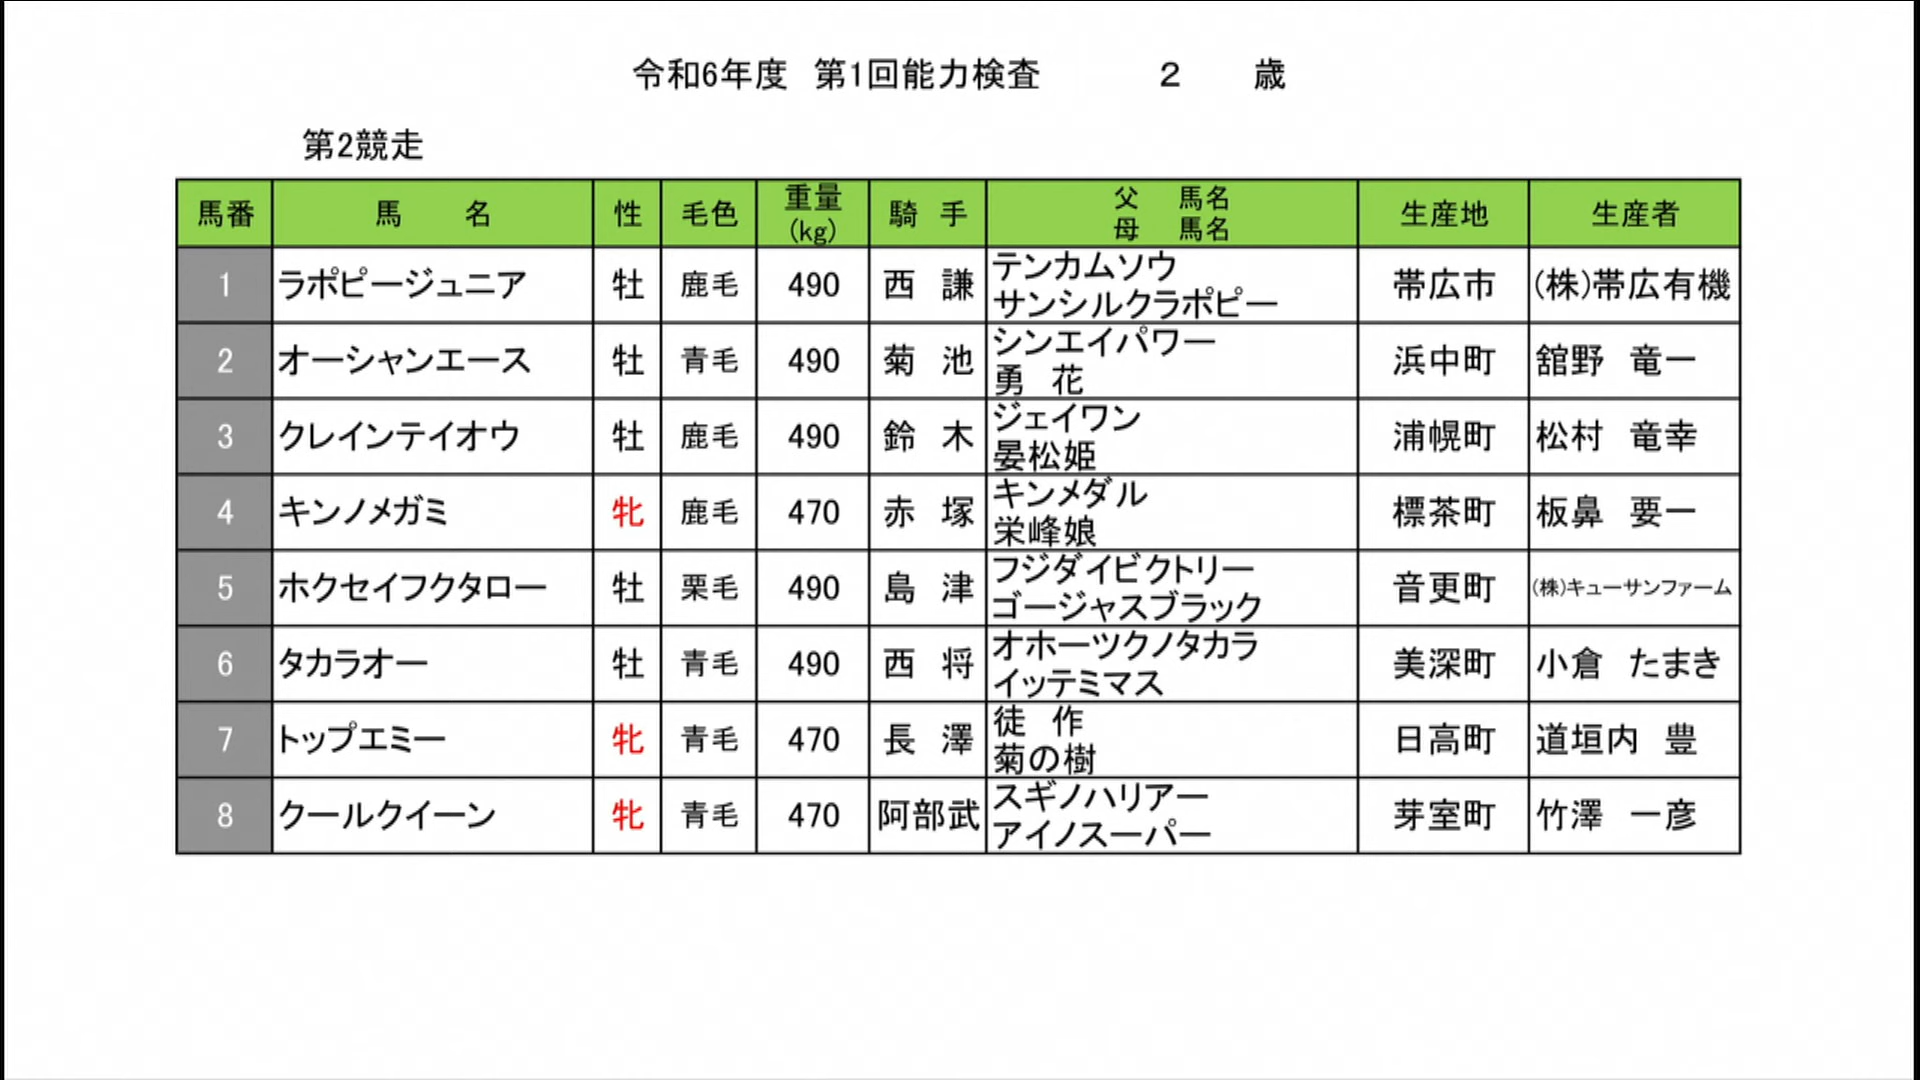 令和6年度 第1回能力検査 2 歳
第2競走
馬番 馬 名 性 毛色 重量(kg) 騎 手 父 馬名 母 馬名 生産地 生産者
1 ラポピージュニア 牡 鹿毛 490 西 謙 テンカムソウ サンシルクラポピー 帯広市 (株)帯広有機
2 オーシャンエース 牡 青毛 490 菊 池 シンエイパワー 勇 花 浜中町 舘野 竜一
3 クレインテイオウ 牡 鹿毛 490 鈴 木 ジェイワン 晏松姫 浦幌町 松村 竜幸
4 キンノメガミ 牝 鹿毛 470 赤 塚 キンメダル 栄峰娘 標茶町 板鼻 要一
5 ホクセイフクタロー 牡 栗毛 490 島 津 フジダイビクトリー ゴージャスブラック 音更町 (株)キューサンファーム
6 タカラオー 牡 青毛 490 西 将 オホーツクノタカラ イッテミマス 美深町 小倉 たまき
7 トップエミー 牝 青毛 470 長 澤 徒 作 菊の樹 日高町 道垣内 豊
8 クールクイーン 牝 青毛 470 阿部武 スギノハリアー アイノスーパー 芽室町 竹澤 一彦